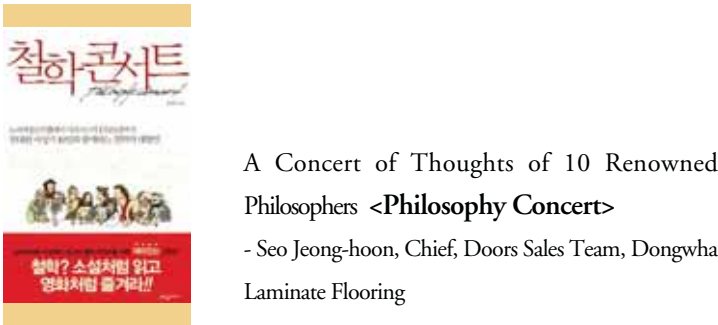 철학콘서트
철학? 소설처럼 읽고
영화처럼 즐겨라!!
A Concert of Thoughts of 10 Renowned
Philosophers <Philosophy Concert>
- Seo Jeong-hoon, Chief, Doors Sales Team, Dongwha
Laminate Flooring